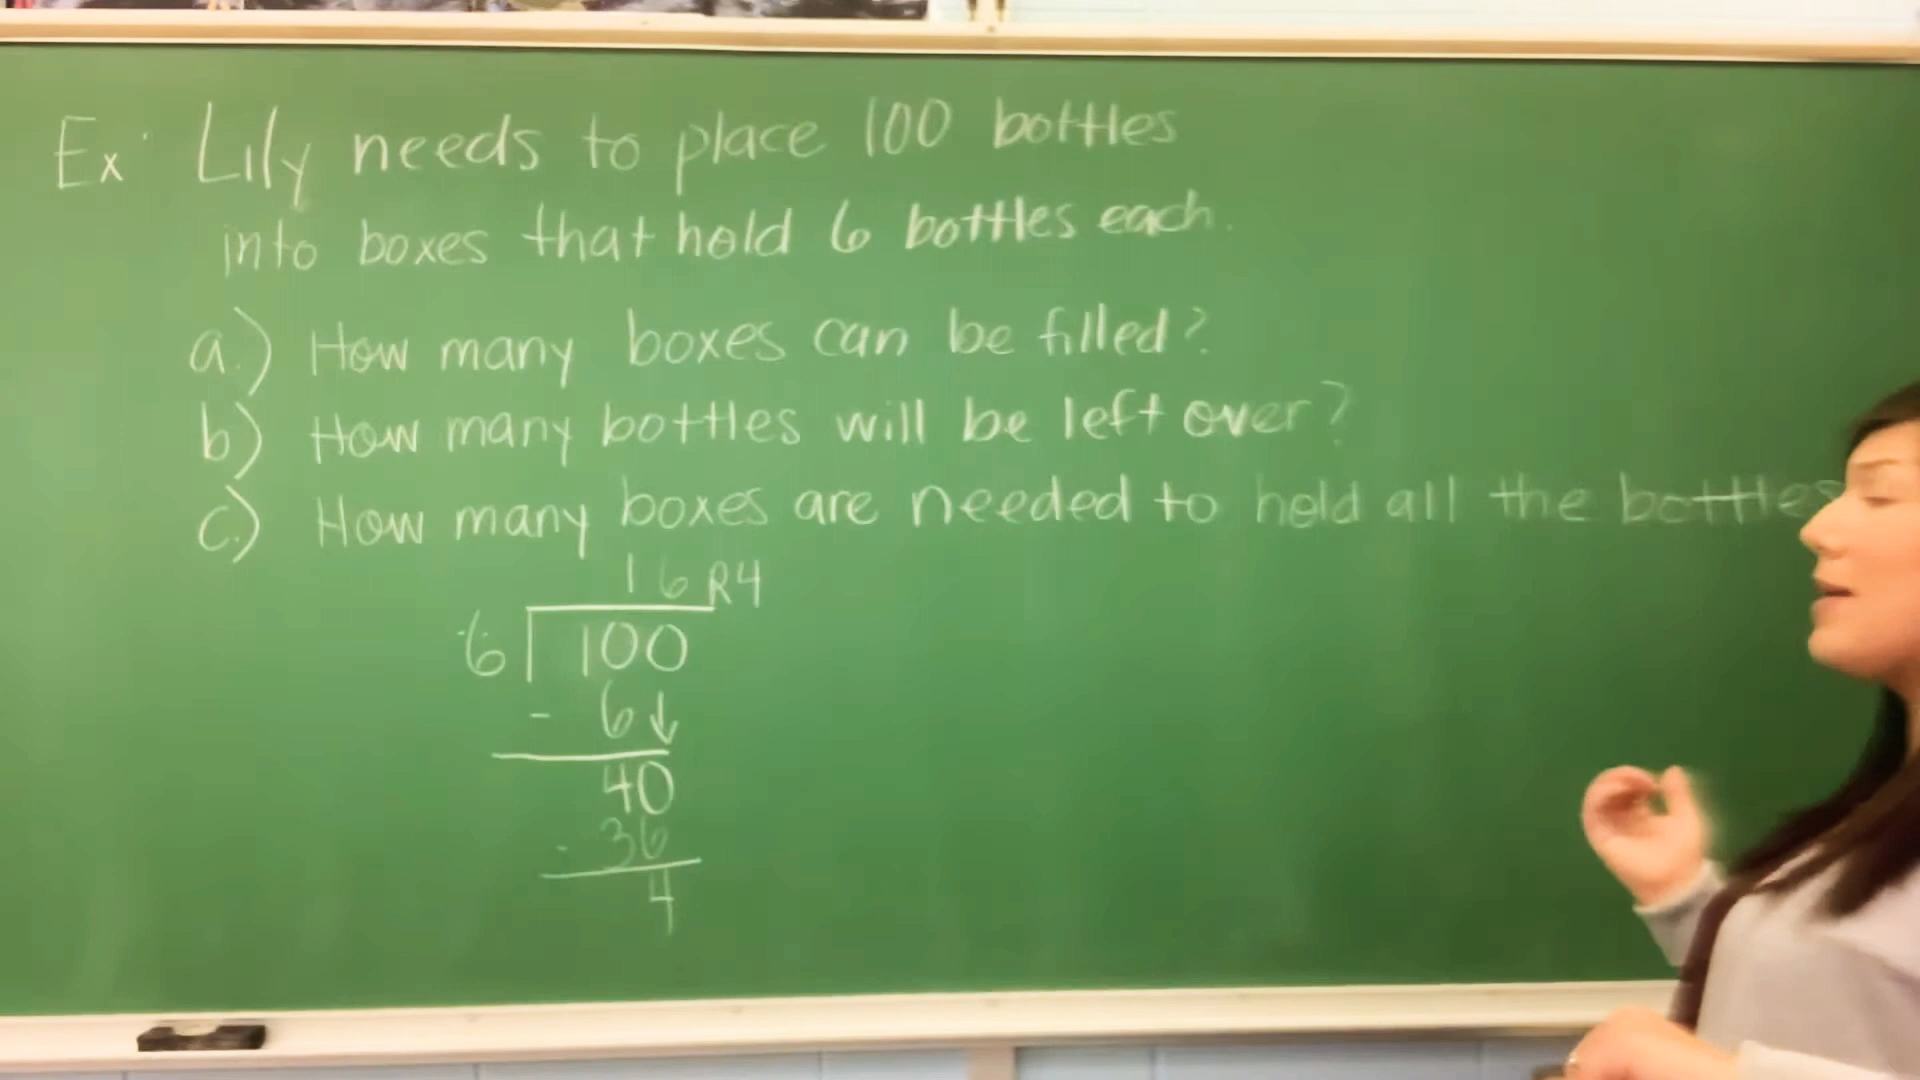 Ex: Lily needs to place 100 bottles
into boxes that hold 6 bottles each.
a.) How many boxes can be filled?
b) How many bottles will be left over?
c.) How many boxes are needed to hold all the bottles
16 R4
6 100
- 6↓
40
- 36
4